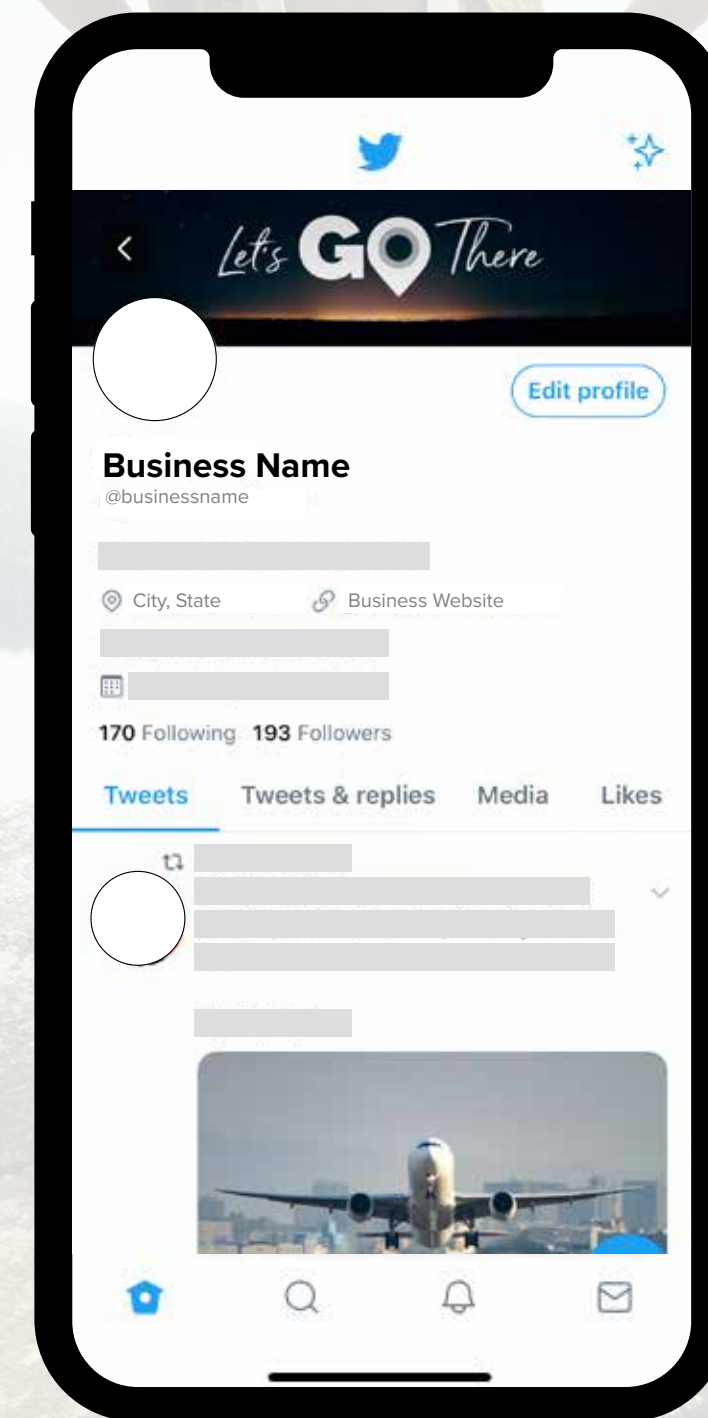 Let's GO There
Edit profile
Business Name
@businessname
City, State Business Website
170 Following 193 Followers
Tweets Tweets & replies Media Likes